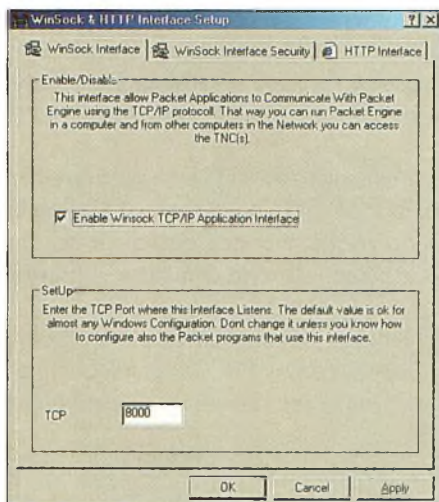 WinSock & HTTP Interface Setup
WinSock Interface
WinSock Interface Security
HTTP Interface
Enable/Disable
This interface allow Packet Applications to Communicate With Packet
Engine using the TCP/IP protocoll. That way you can run Packet Engine
in a computer and from other computers in the Network you can access
the TNC(s).
Enable Winsock TCP/IP Application Interface
SetUp
Enter the TCP Port where this Interface Listens. The default value is ok for
almost any Windows Configuration. Dont change it unless you know how
to configure also the Packet programs that use this interface.
TCP
8000
OK
Cancel
Apply